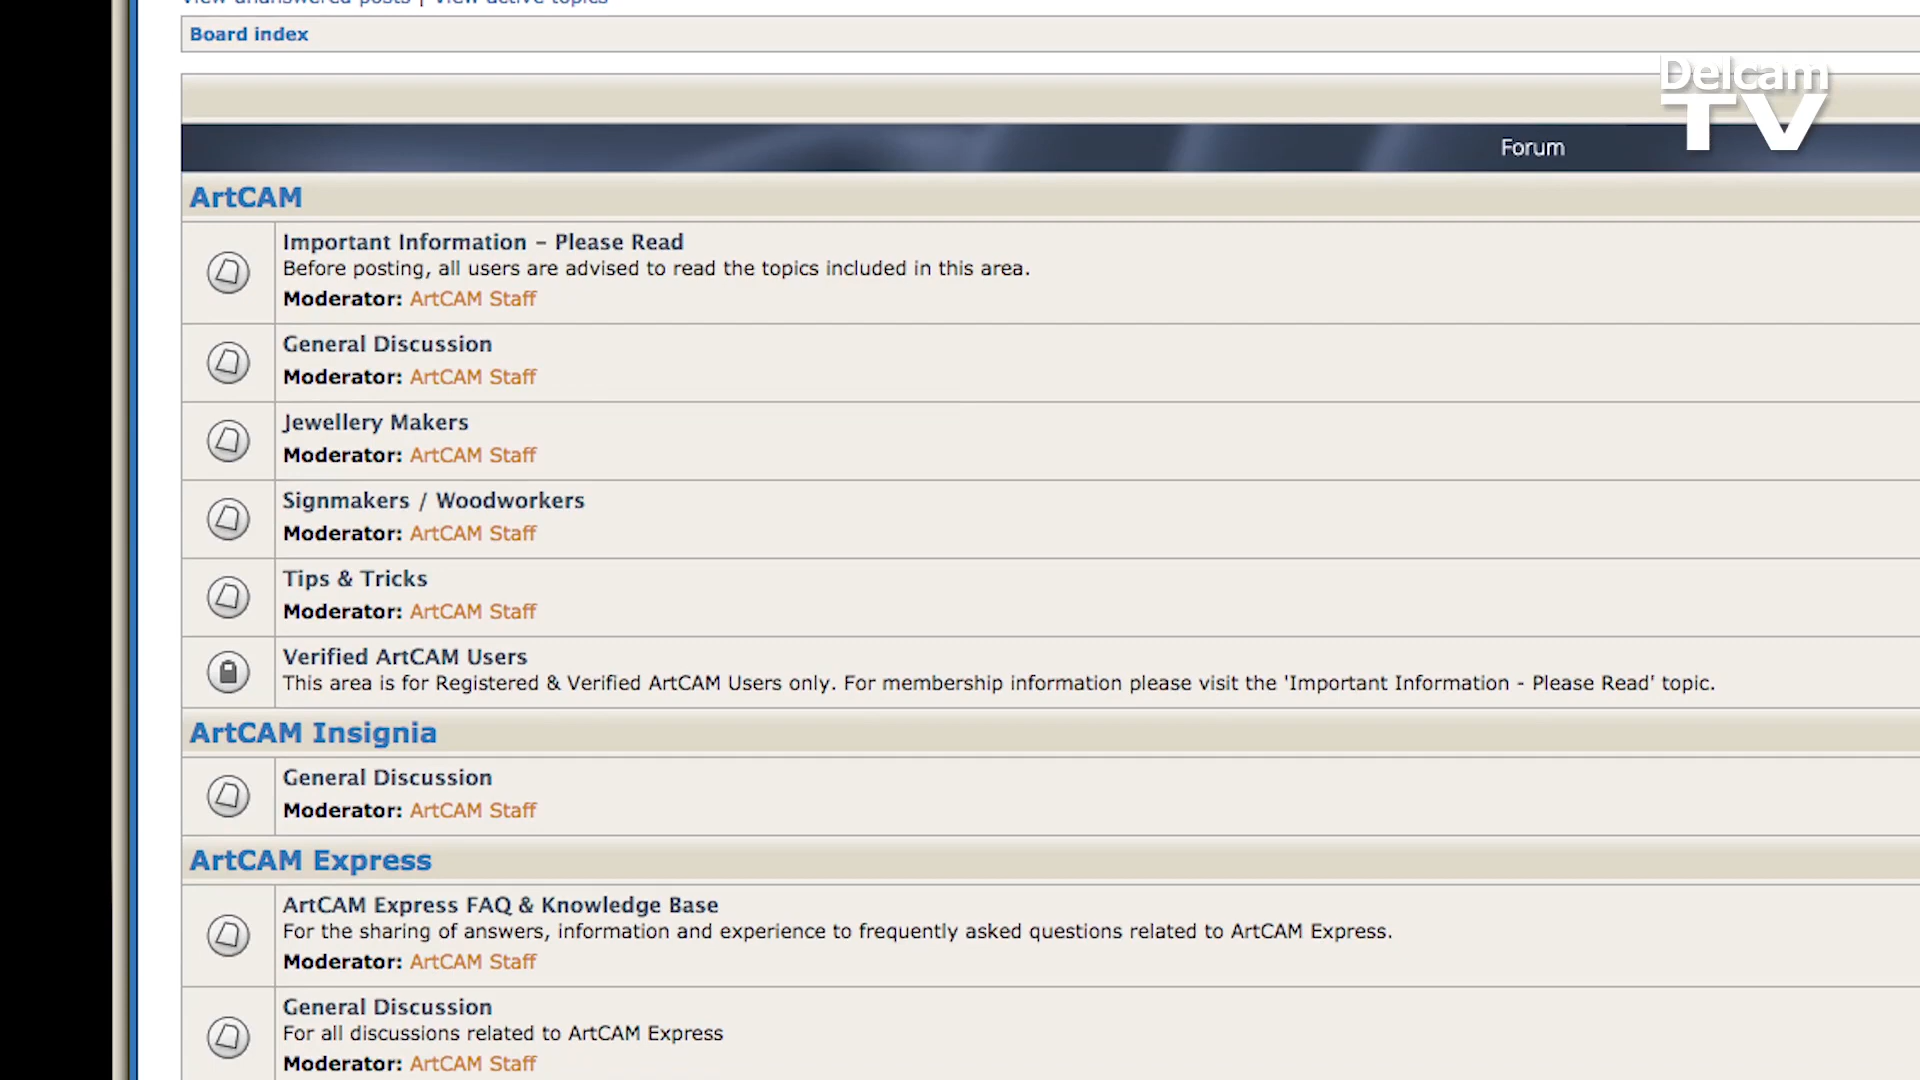 View unanswered posts | View active topics
Board index
Delcam
TV
Forum
ArtCAM
Important Information – Please Read
Before posting, all users are advised to read the topics included in this area.
Moderator: ArtCAM Staff
General Discussion
Moderator: ArtCAM Staff
Jewellery Makers
Moderator: ArtCAM Staff
Signmakers / Woodworkers
Moderator: ArtCAM Staff
Tips & Tricks
Moderator: ArtCAM Staff
Verified ArtCAM Users
This area is for Registered & Verified ArtCAM Users only. For membership information please visit the 'Important Information - Please Read' topic.
ArtCAM Insignia
General Discussion
Moderator: ArtCAM Staff
ArtCAM Express
ArtCAM Express FAQ & Knowledge Base
For the sharing of answers, information and experience to frequently asked questions related to ArtCAM Express.
Moderator: ArtCAM Staff
General Discussion
For all discussions related to ArtCAM Express
Moderator: ArtCAM Staff